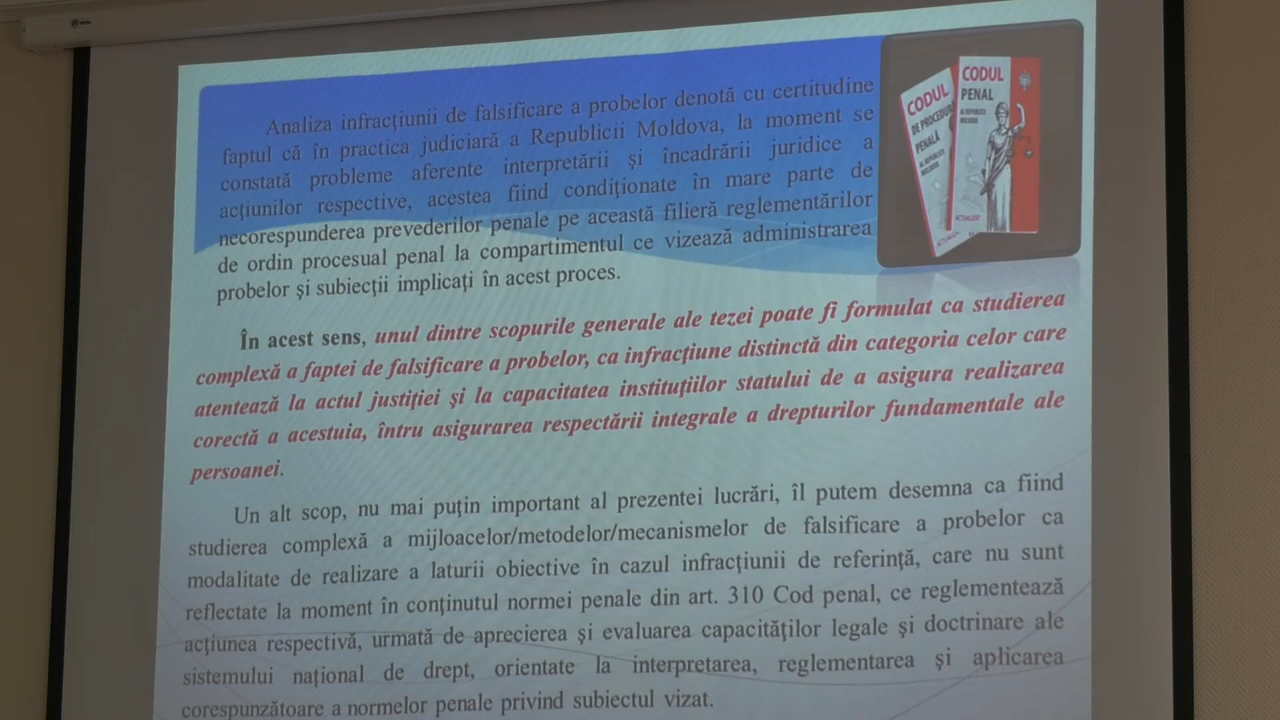 Analiza infracţiunii de falsificare a probelor denotă cu certitudine
faptul că în practica judiciară a Republicii Moldova, la moment se
constată probleme aferente interpretării şi încadrării juridice a
acţiunilor respective, acestea fiind condiţionate în mare parte de
necorespunderea prevederilor penale pe această filieră reglementărilor
de ordin procesual penal la compartimentul ce vizează administrarea
probelor şi subiecţii implicaţi în acest proces.
CODUL
DE PROCEDURĂ
PENALĂ
AL REPUBLICII
MOLDOVA
ACTUALIZAT
CODUL
PENAL
AL REPUBLICII
MOLDOVA
ACTUALIZAT
În acest sens, unul dintre scopurile generale ale tezei poate fi formulat ca studierea
complexă a faptei de falsificare a probelor, ca infracţiune distinctă din categoria celor care
atentează la actul justiţiei şi la capacitatea instituţiilor statului de a asigura realizarea
corectă a acestuia, întru asigurarea respectării integrale a drepturilor fundamentale ale
persoanei.
Un alt scop, nu mai puţin important al prezentei lucrări, îl putem desemna ca fiind
studierea complexă a mijloacelor/metodelor/mecanismelor de falsificare a probelor ca
modalitate de realizare a laturii obiective în cazul infracţiunii de referinţă, care nu sunt
reflectate la moment în conţinutul normei penale din art. 310 Cod penal, ce reglementează
acţiunea respectivă, urmată de aprecierea şi evaluarea capacităţilor legale şi doctrinare ale
sistemului naţional de drept, orientate la interpretarea, reglementarea şi aplicarea
corespunzătoare a normelor penale privind subiectul vizat.